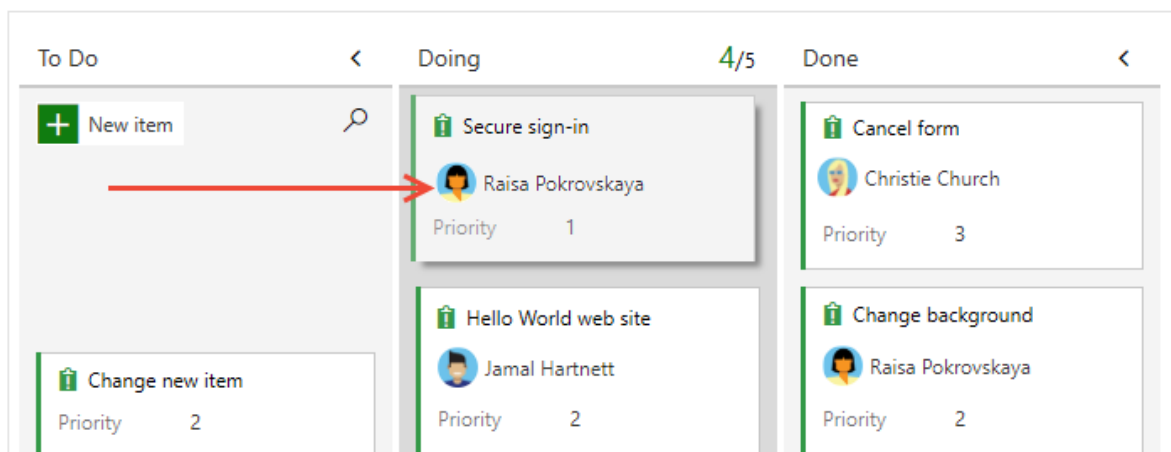 To Do
New item
Change new item
Priority 2
Doing 4/5
Secure sign-in
Raisa Pokrovskaya
Priority 1
Hello World web site
Jamal Hartnett
Priority 2
Done
Cancel form
Christie Church
Priority 3
Change background
Raisa Pokrovskaya
Priority 2